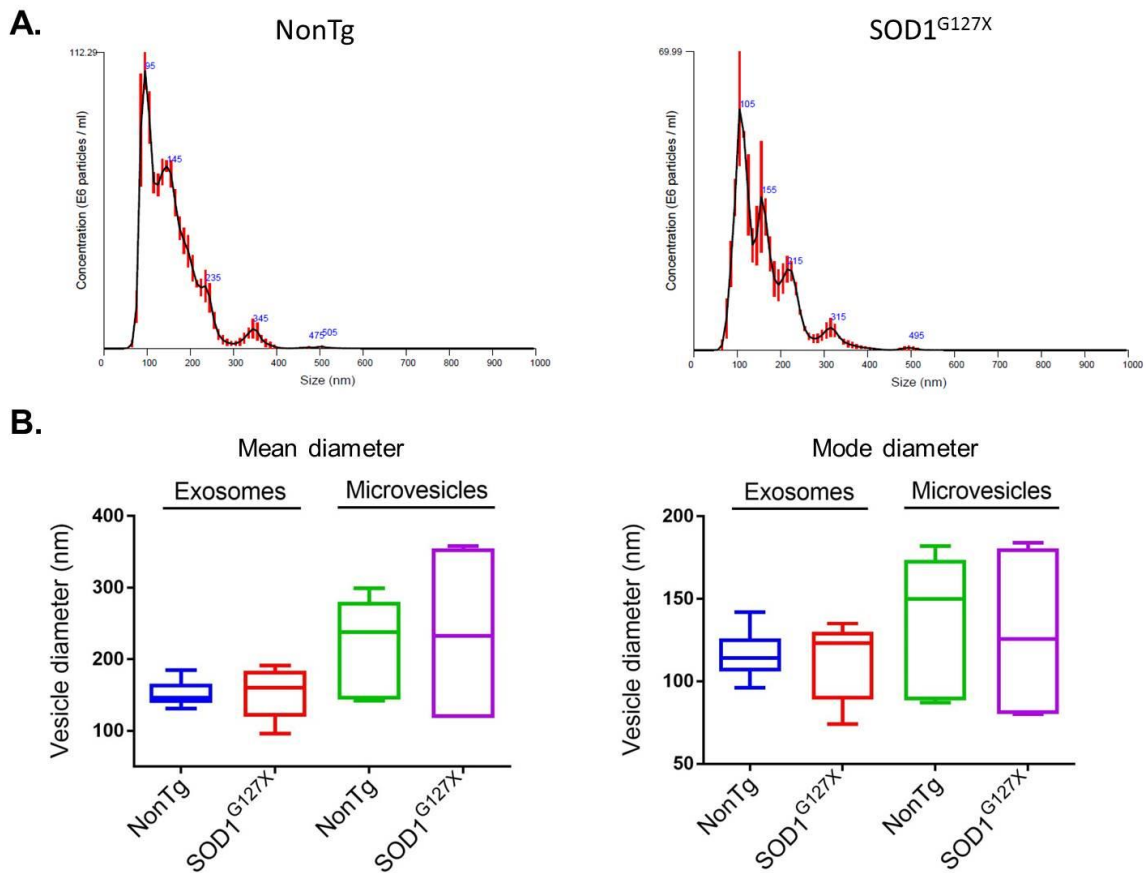 A.
NonTg
SOD1G127X
112.29
95
145
235
345
475
505
Concentration (E6 particles / ml)
0
100
200
300
400
500
600
700
800
900
1000
Size (nm)
69.99
105
155
215
315
495
Concentration (E6 particles / ml)
0
100
200
300
400
500
600
700
800
900
1000
Size (nm)
B.
Mean diameter
Exosomes
Microvesicles
Vesicle diameter (nm)
400
300
200
100
NonTg
SOD1G127X
NonTg
SOD1G127X
Mode diameter
Exosomes
Microvesicles
Vesicle diameter (nm)
200
150
100
50
NonTg
SOD1G127X
NonTg
SOD1G127X